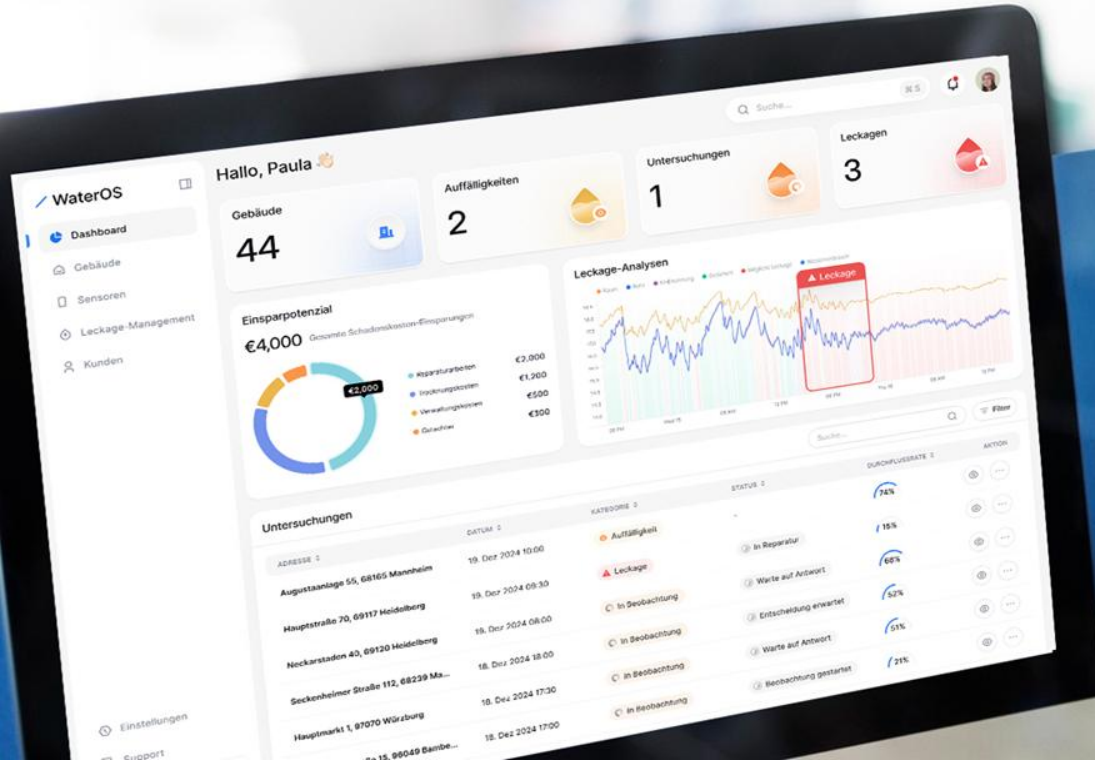 Hallo, Paula
Suche...
⌘ S
WaterOS
Dashboard
Gebäude
Sensoren
Leckage-Management
Kunden
Einstellungen
Support
Gebäude
44
Auffälligkeiten
2
Untersuchungen
1
Leckagen
3
Einsparpotenzial
€4,000 Gesamte Schadenskosten-Einsparungen
€2,000
Reparaturarbeiten €2,000
Trocknungskosten €1,200
Verwaltungskosten €500
Gutachter €300
Leckage-Analysen
Leckage
Suche...
Filter
Untersuchungen
ADRESSE DATUM KATEGORIE STATUS DURCHFLUSSRATE AKTION
Augustaanlage 55, 68165 Mannheim 19. Dez 2024 10:00 Auffälligkeit - 74%
Hauptstraße 70, 69117 Heidelberg 19. Dez 2024 09:30 Leckage In Reparatur 15%
Neckarstaden 40, 69120 Heidelberg 19. Dez 2024 08:00 In Beobachtung Warte auf Antwort 68%
Seckenheimer Straße 112, 68239 Ma... 18. Dez 2024 18:00 In Beobachtung Entscheidung erwartet 52%
Hauptmarkt 1, 97070 Würzburg 18. Dez 2024 17:30 In Beobachtung Warte auf Antwort 51%
15, 96049 Bambe... 18. Dez 2024 17:00 In Beobachtung Beobachtung gestartet 21%